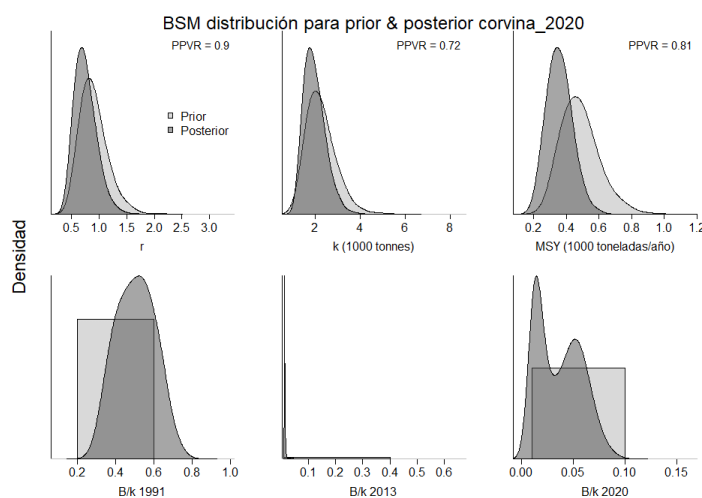 BSM distribución para prior & posterior corvina_2020
PPVR = 0.9
PPVR = 0.72
PPVR = 0.81
Prior
Posterior
0.5 1.0 1.5 2.0 2.5 3.0
2 4 6 8
0.0 0.2 0.4 0.6 0.8 1.0 1.2
r
k (1000 tonnes)
MSY (1000 toneladas/año)
Densidad
0.2 0.4 0.6 0.8 1.0
0.1 0.2 0.3 0.4 0.5 0.6
0.00 0.05 0.10 0.15
B/k 1991
B/k 2013
B/k 2020